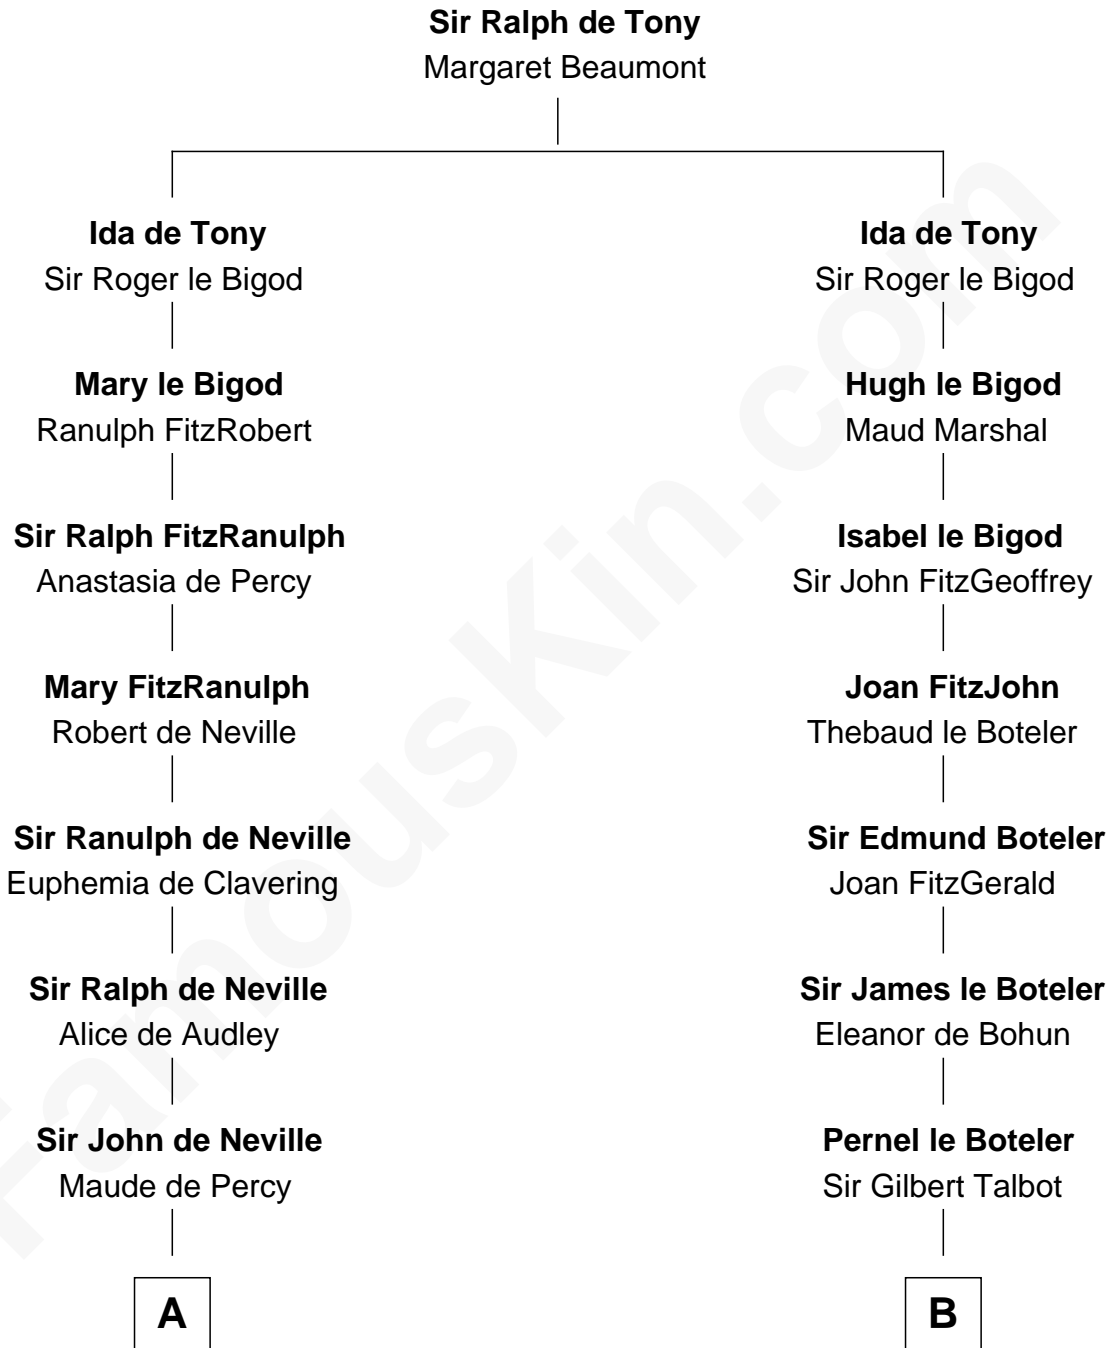 Sir Ralph de Tony
Margaret Beaumont
Ida de Tony
Sir Roger le Bigod
Mary le Bigod
Ranulph FitzRobert
Sir Ralph FitzRanulph
Anastasia de Percy
Mary FitzRanulph
Robert de Neville
Sir Ranulph de Neville
Euphemia de Clavering
Sir Ralph de Neville
Alice de Audley
Sir John de Neville
Maude de Percy
A
Ida de Tony
Sir Roger le Bigod
Hugh le Bigod
Maud Marshal
Isabel le Bigod
Sir John FitzGeoffrey
Joan FitzJohn
Thebaud le Boteler
Sir Edmund Boteler
Joan FitzGerald
Sir James le Boteler
Eleanor de Bohun
Pernel le Boteler
Sir Gilbert Talbot
B
FamousKin.com